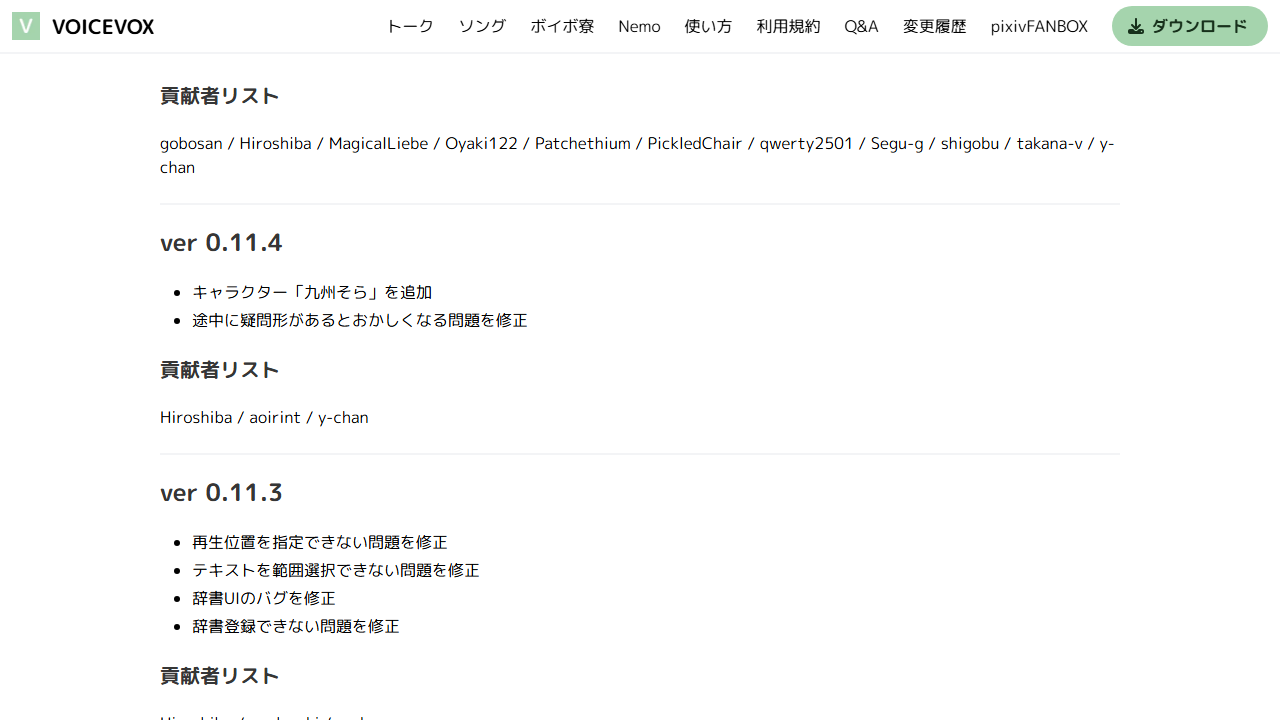 V VOICEVOX トーク ソング ボイボ寮 Nemo 使い方 利用規約 Q&A 変更履歴 pixivFANBOX ダウンロード
貢献者リスト
gobosan / Hiroshiba / MagicalLiebe / Oyaki122 / Patchethium / PickledChair / qwerty2501 / Segu-g / shigobu / takana-v / y-
chan
ver 0.11.4
キャラクター「九州そら」を追加
途中に疑問形があるとおかしくなる問題を修正
貢献者リスト
Hiroshiba / aoirint / y-chan
ver 0.11.3
再生位置を指定できない問題を修正
テキストを範囲選択できない問題を修正
辞書UIのバグを修正
辞書登録できない問題を修正
貢献者リスト